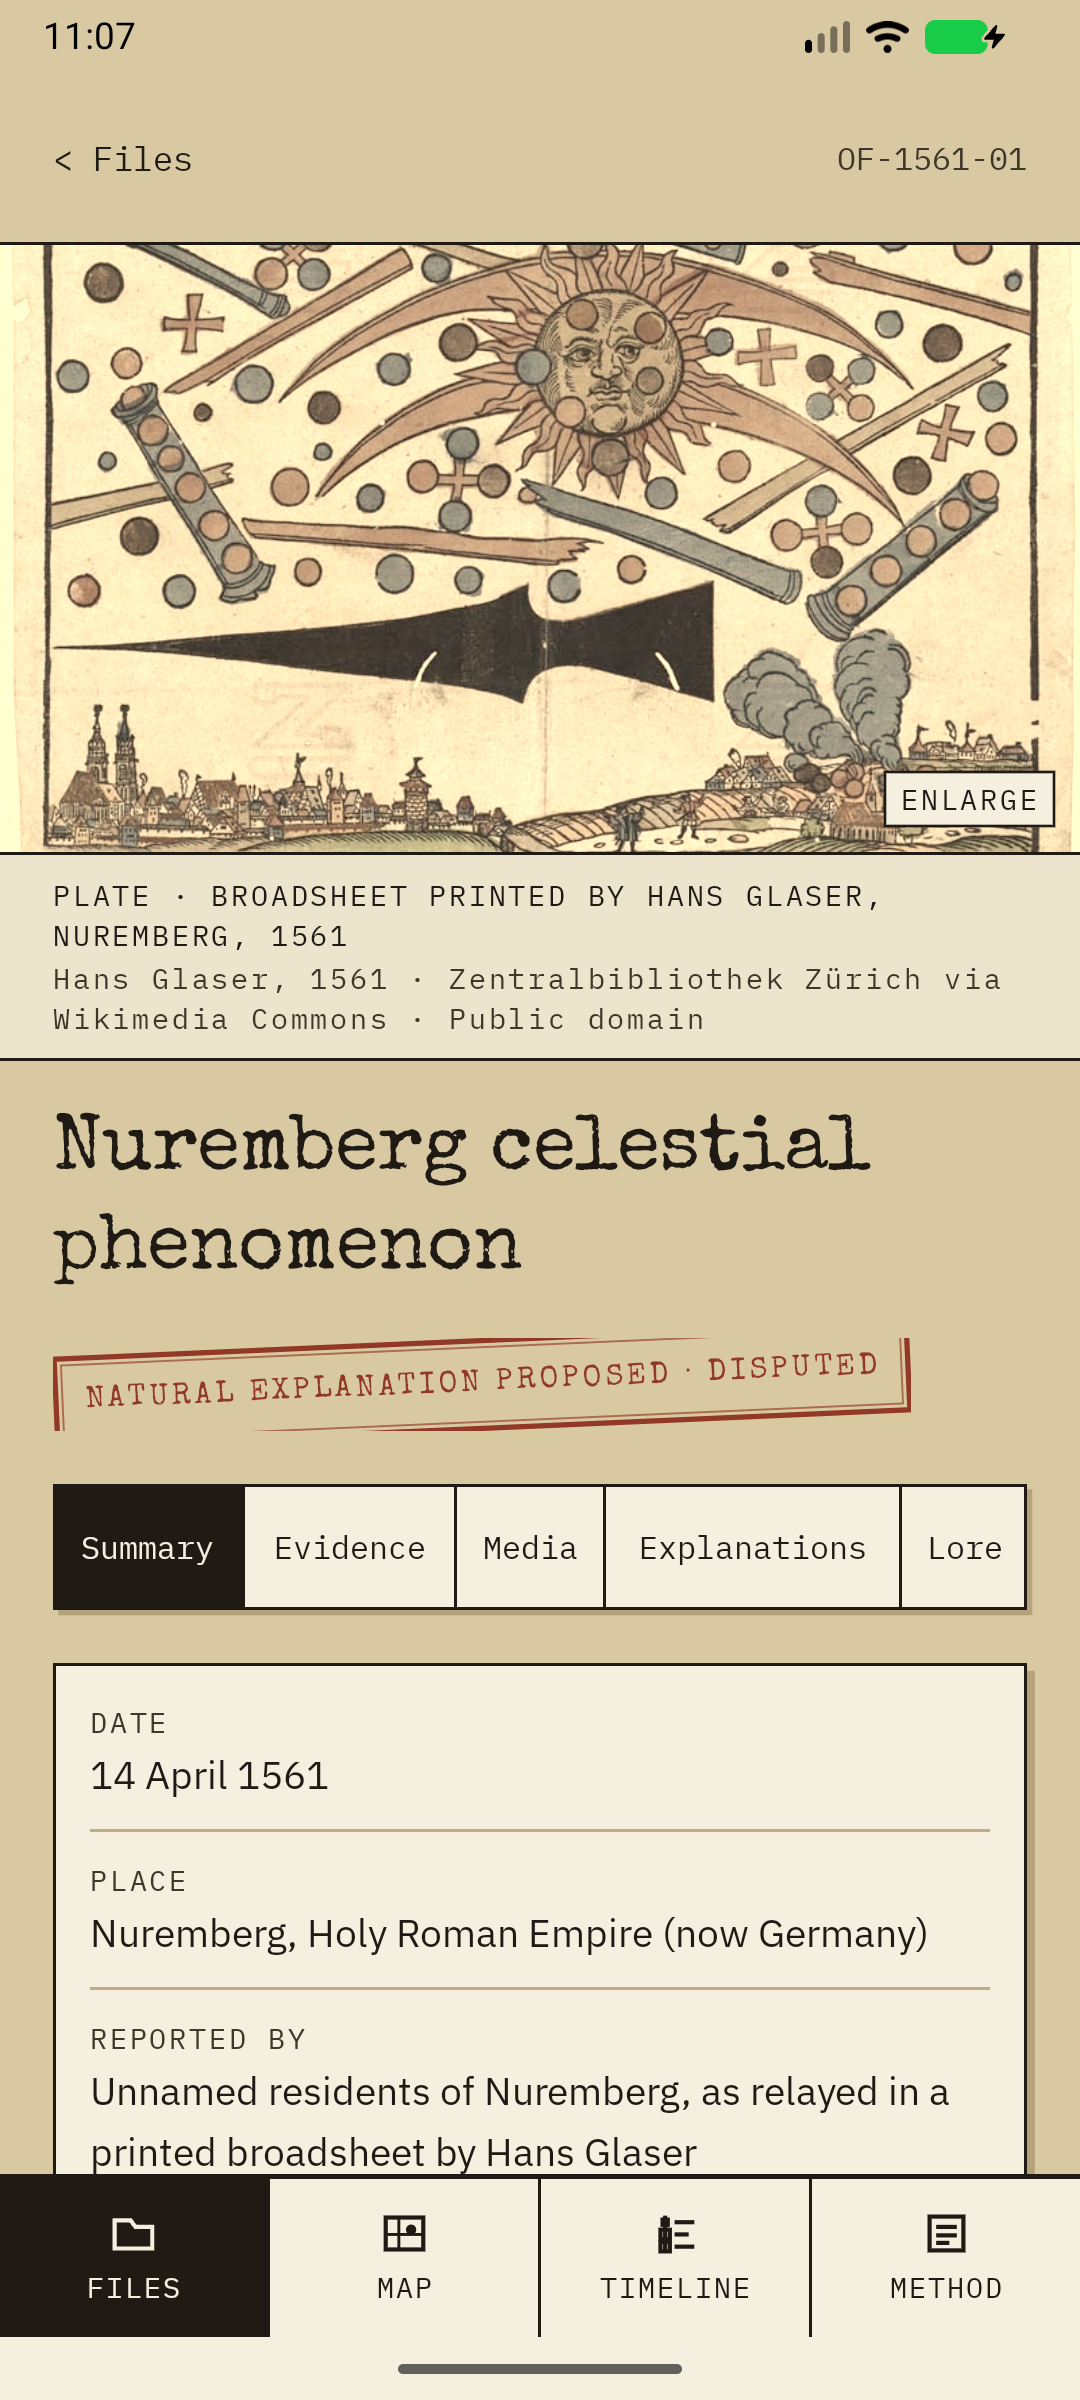 11:07
< Files
OF-1561-01
ENLARGE
PLATE · BROADSHEET PRINTED BY HANS GLASER,
NUREMBERG, 1561
Hans Glaser, 1561 · Zentralbibliothek Zürich via
Wikimedia Commons · Public domain
Nuremberg celestial
phenomenon
NATURAL EXPLANATION PROPOSED · DISPUTED
Summary Evidence Media Explanations Lore
DATE
14 April 1561
PLACE
Nuremberg, Holy Roman Empire (now Germany)
REPORTED BY
Unnamed residents of Nuremberg, as relayed in a
printed broadsheet by Hans Glaser
FILES MAP TIMELINE METHOD